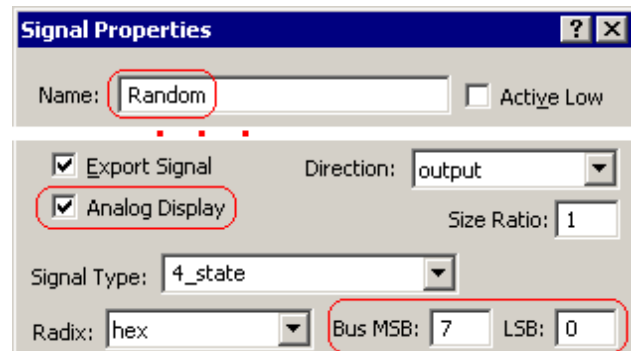 Signal Properties
Name: Random Active Low
Export Signal Direction: output
Analog Display Size Ratio: 1
Signal Type: 4_state
Radix: hex Bus MSB: 7 LSB: 0